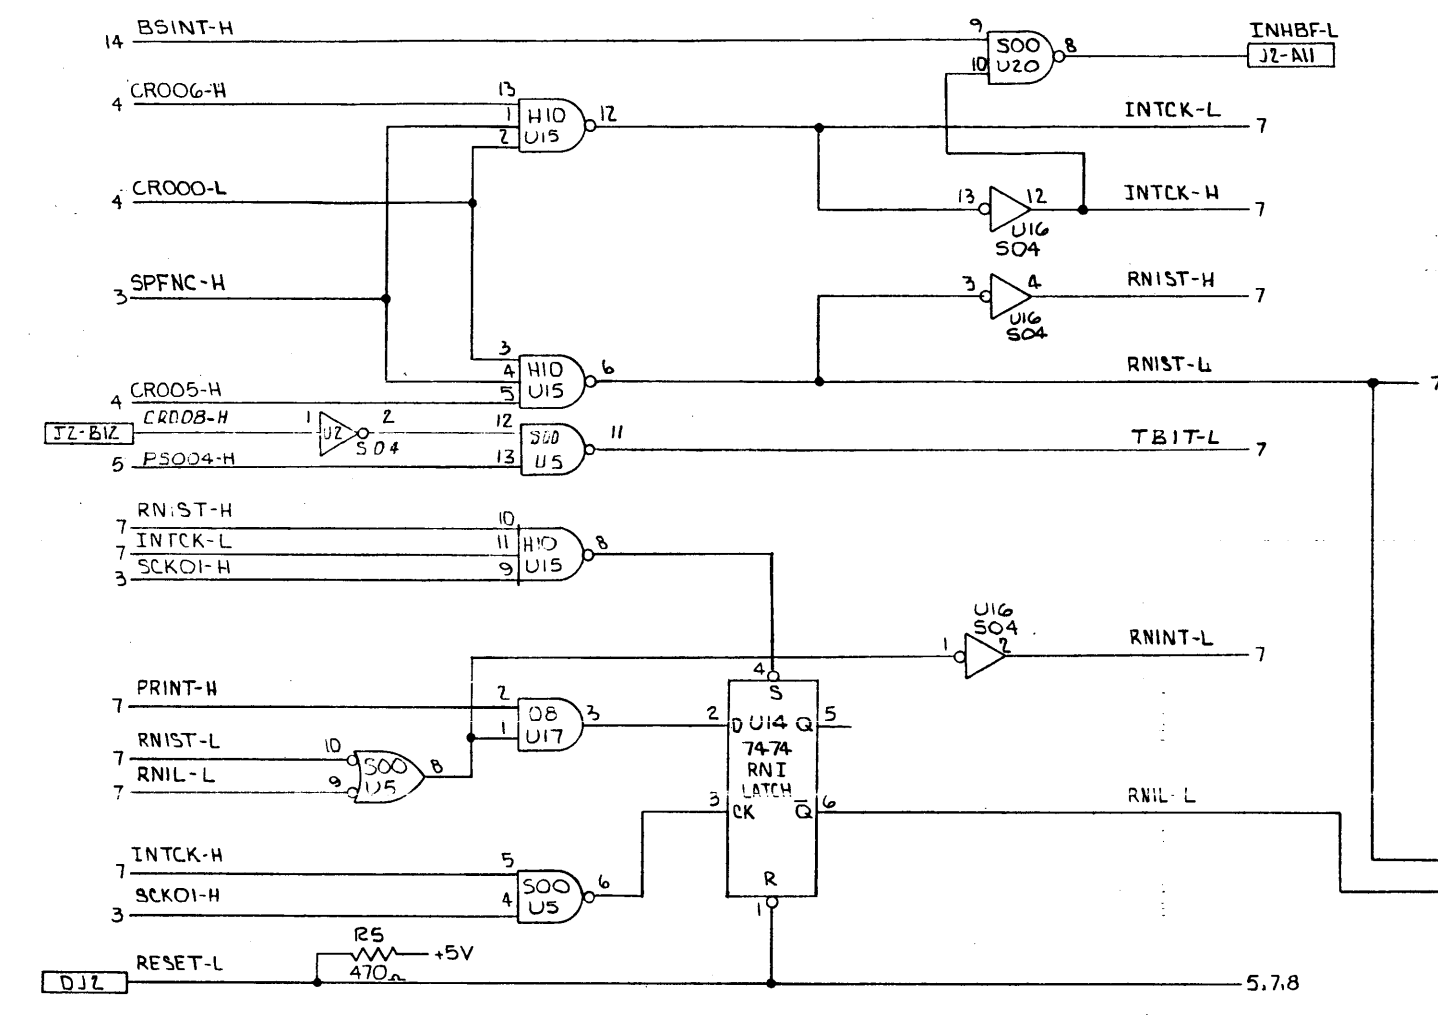 BSINT-H
14
9
10
S00
U20
8
INHBF-L
J2-A11
CR006-H
4
13
1
2
H10
U15
12
INTCK-L
7
CR000-L
4
13
12
U16
S04
INTCK-H
7
SPFNC-H
3
3
4
U16
S04
RNIST-H
7
3
4
5
H10
U15
6
RNIST-L
7
CR005-H
4
CR008-H
J2-B12
1
U2
2
S04
12
13
S00
U5
11
TBIT-L
7
PS004-H
5
RNIST-H
7
INTCK-L
7
SCK01-H
3
10
11
9
H10
U15
8
U16
S04
1
2
RNINT-L
7
PRINT-H
7
2
1
08
U17
3
4
S
2
D U14 Q
5
7474
RNI
LATCH
3
CK
Q
6
R
1
RNIST-L
7
RNIL-L
7
10
9
S00
U5
8
RNIL-L
INTCK-H
7
SCK01-H
3
5
4
S00
U5
6
R5
470Ω
+5V
RESET-L
DJ2
5,7,8